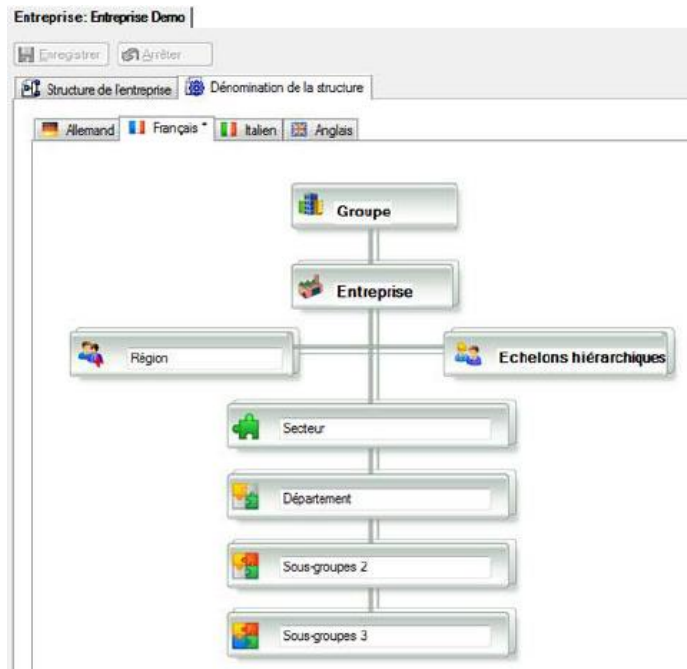 Entreprise: Entreprise Demo
Enregistrer Arrêter
Structure de l'entreprise Dénomination de la structure
Allemand Français * Italien Anglais
Groupe
Entreprise
Région Echelons hiérarchiques
Secteur
Département
Sous-groupes 2
Sous-groupes 3